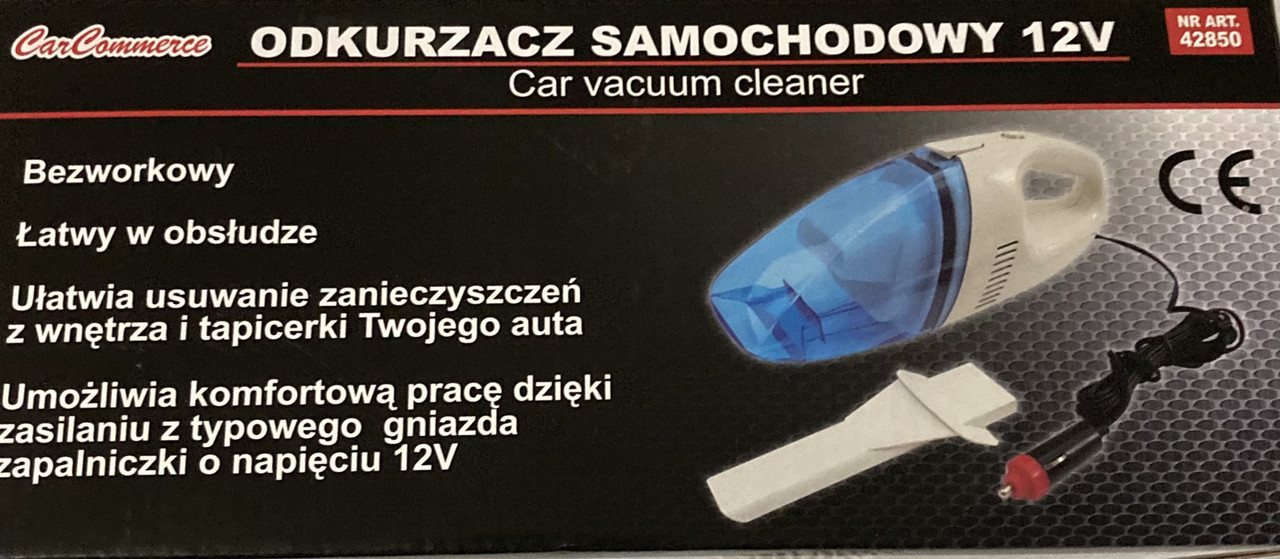 CarCommerce
ODKURZACZ SAMOCHODOWY 12V
NR ART.
42850
Car vacuum cleaner
Bezworkowy
Łatwy w obsłudze
Ułatwia usuwanie zanieczyszczeń
z wnętrza i tapicerki Twojego auta
Umożliwia komfortową pracę dzięki
zasilaniu z typowego gniazda
zapalniczki o napięciu 12V
CE